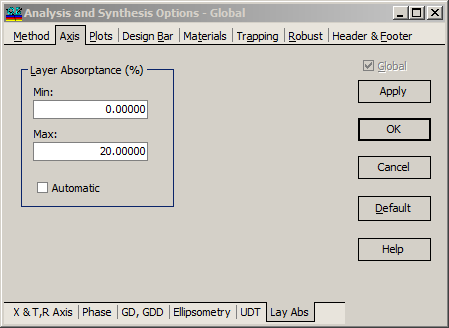 Analysis and Synthesis Options - Global
Method Axis Plots Design Bar Materials Trapping Robust Header & Footer
Layer Absorptance (%)
Min:
0.00000
Max:
20.00000
Automatic
Global
Apply
OK
Cancel
Default
Help
X & T,R Axis Phase GD, GDD Ellipsometry UDT Lay Abs